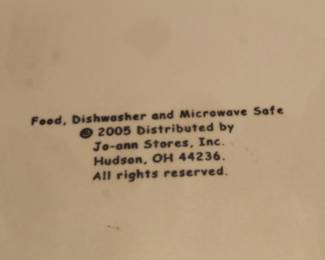 Food, Dishwasher and Microwave Safe
© 2005 Distributed by
Jo-ann Stores, Inc.
Hudson, OH 44236.
All rights reserved.